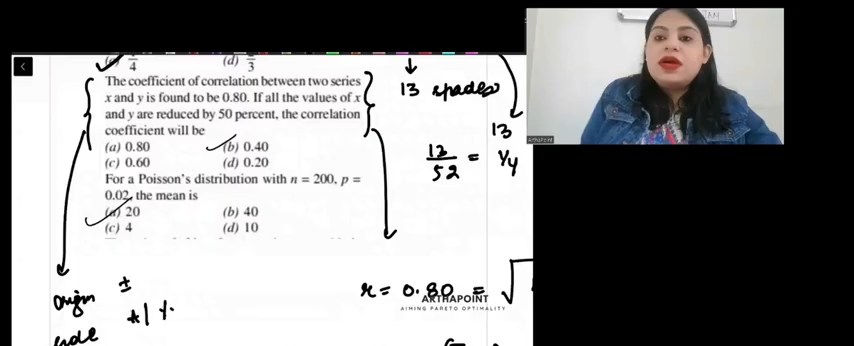 (d) 3
13 spades
The coefficient of correlation between two series
x and y is found to be 0.80. If all the values of x
and y are reduced by 50 percent, the correlation
coefficient will be
(a) 0.80 (b) 0.40
(c) 0.60 (d) 0.20
For a Poisson's distribution with n = 200, p =
0.02, the mean is
(a) 20 (b) 40
(c) 4 (d) 10
13
13/52 = 1/4
Origin ±
r = 0.80 =
ARTHAPOINT
AIMING PARETO OPTIMALITY